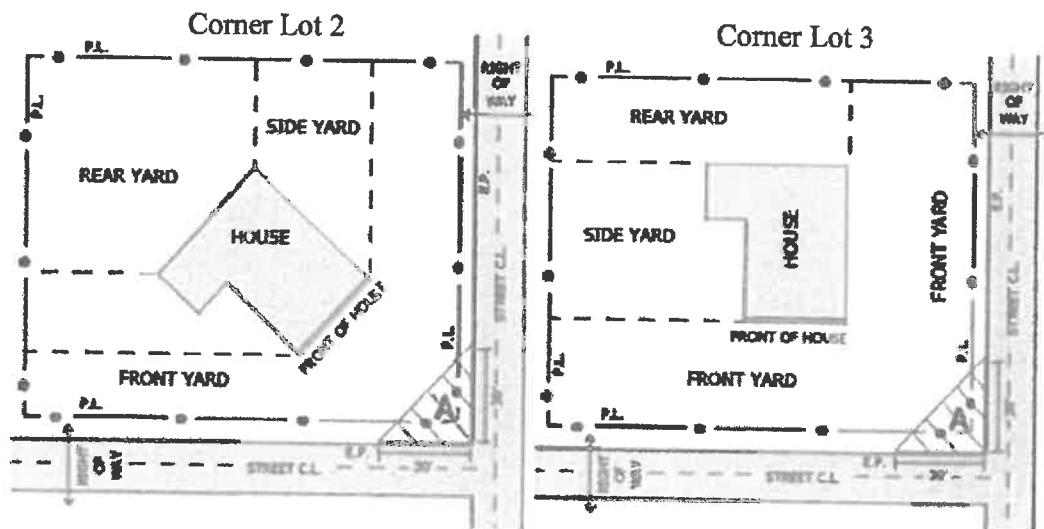 Corner Lot 2
P.L.
RIGHT
OF
WAY
P.L.
SIDE YARD
REAR YARD
E.P.
HOUSE
STREET C.L.
FRONT OF HOUSE
P.L.
FRONT YARD
A
30'
P.L.
E.P.
RIGHT
OF
WAY
STREET C.L.
30'
Corner Lot 3
P.L.
RIGHT
OF
WAY
REAR YARD
E.P.
SIDE YARD
HOUSE
FRONT YARD
STREET C.L.
FRONT OF HOUSE
P.L.
P.L.
FRONT YARD
A
30'
P.L.
E.P.
RIGHT
OF
WAY
STREET C.L.
30'